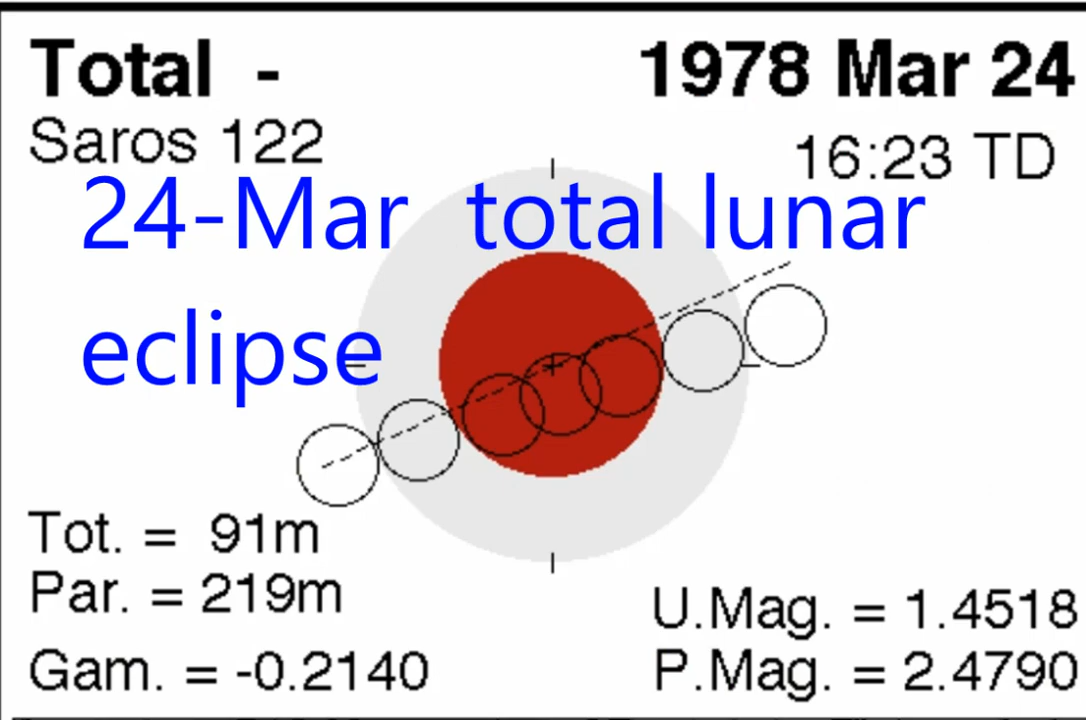 Total - 1978 Mar 24
Saros 122 16:23 TD
24-Mar total lunar
eclipse
Tot. = 91m
Par. = 219m U.Mag. = 1.4518
Gam. = -0.2140 P.Mag. = 2.4790